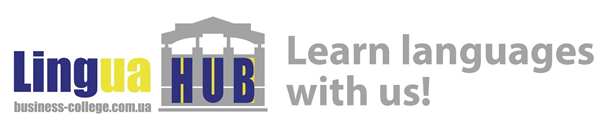 Lingua HUB
business-college.com.ua
Learn languages
with us!